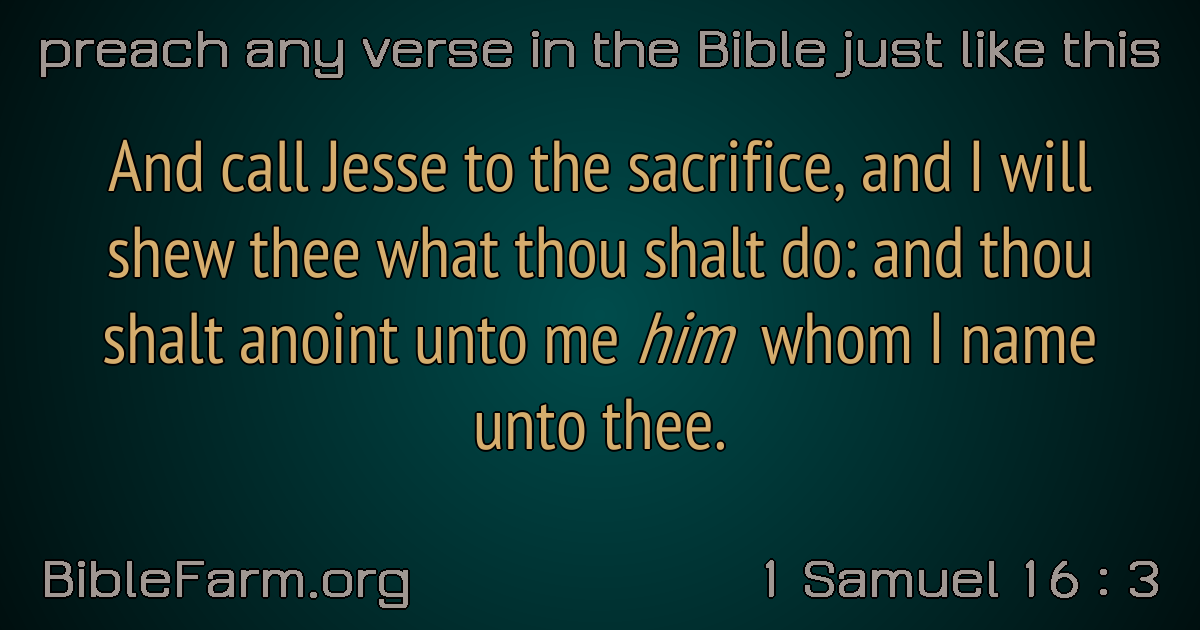 preach any verse in the Bible just like this
And call Jesse to the sacrifice, and I will
shew thee what thou shalt do: and thou
shalt anoint unto me him whom I name
unto thee.
BibleFarm.org
1 Samuel 16 : 3